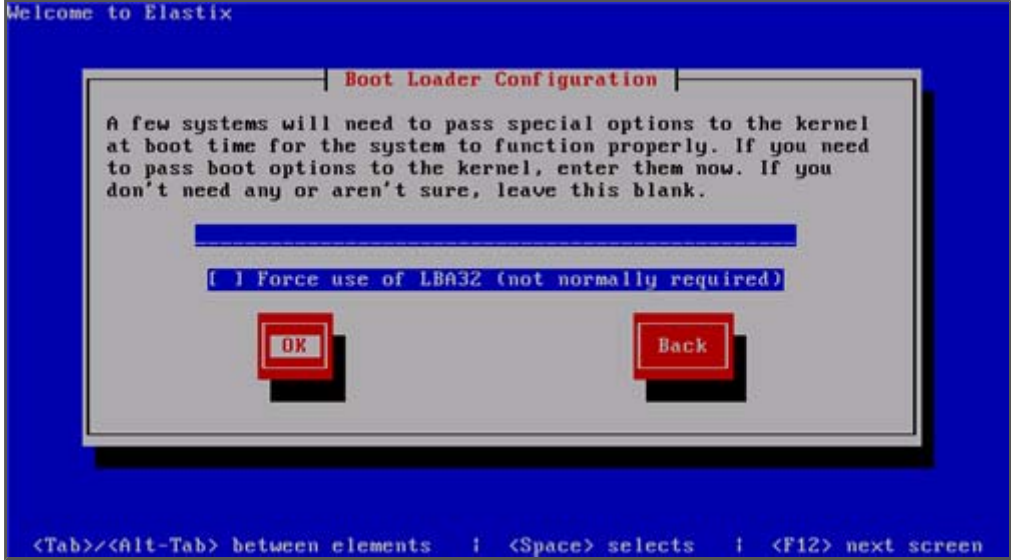 Welcome to Elastix
Boot Loader Configuration
A few systems will need to pass special options to the kernel
at boot time for the system to function properly. If you need
to pass boot options to the kernel, enter them now. If you
don't need any or aren't sure, leave this blank.
[ ] Force use of LBA32 (not normally required)
OK Back
<Tab>/<Alt-Tab> between elements | <Space> selects | <F12> next screen